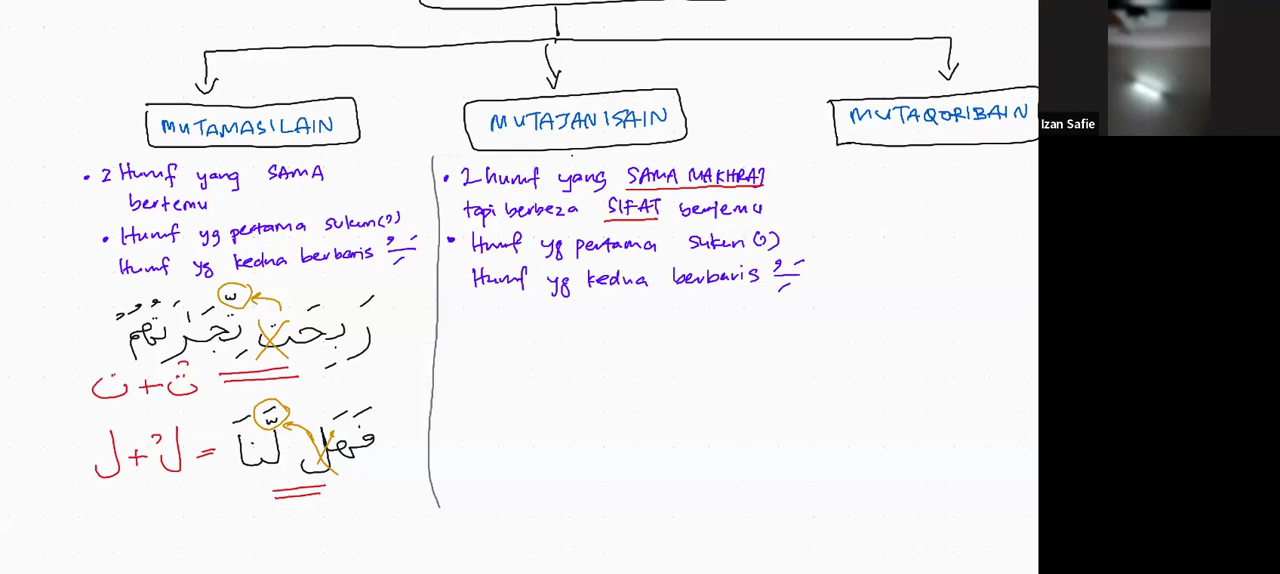 MUTAMASILAIN
MUTAJANISAIN
MUTAQORIBAIN
Izan Safie
• 2 Huruf yang SAMA
bertemu
• Huruf yg pertama sukun (ْ)
Huruf yg kedua berbaris ـَـِـُ
رَبِحَت تِّجَٰرَتُهُمْ
تْ + ت
فَهَل لَّنَا
= لْ + ل
• 2 huruf yang SAMA MAKHRAJ
tapi berbeza SIFAT bertemu
• Huruf yg pertama sukun (ْ)
Huruf yg kedua berbaris ـَـِـُ